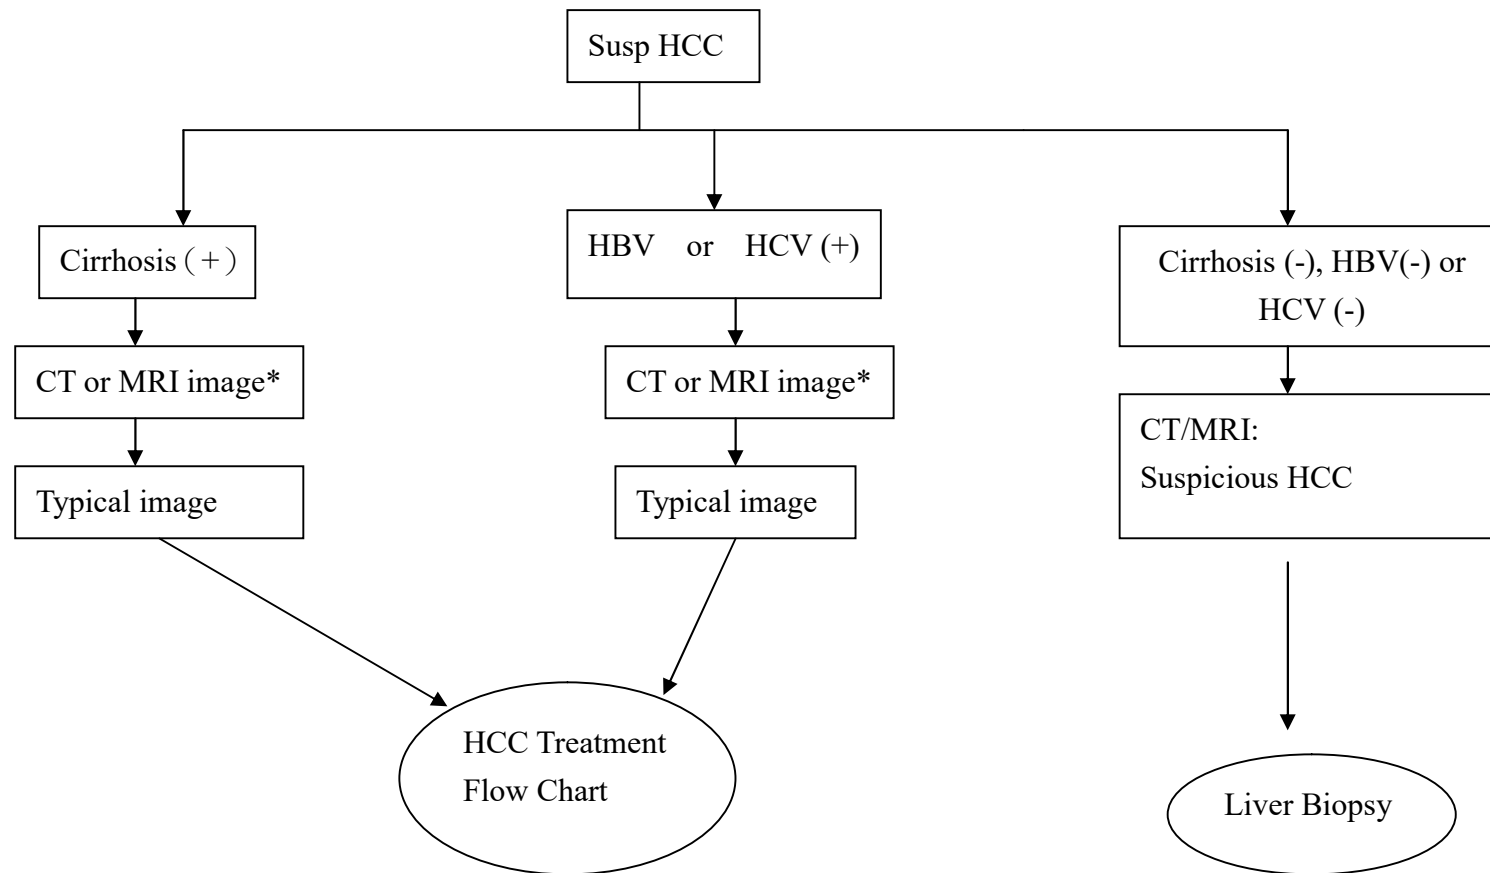 Susp HCC
Cirrhosis（+）
HBV or HCV (+)
Cirrhosis (-), HBV(-) or
HCV (-)
CT or MRI image*
CT or MRI image*
CT/MRI:
Suspicious HCC
Typical image
Typical image
HCC Treatment
Flow Chart
Liver Biopsy